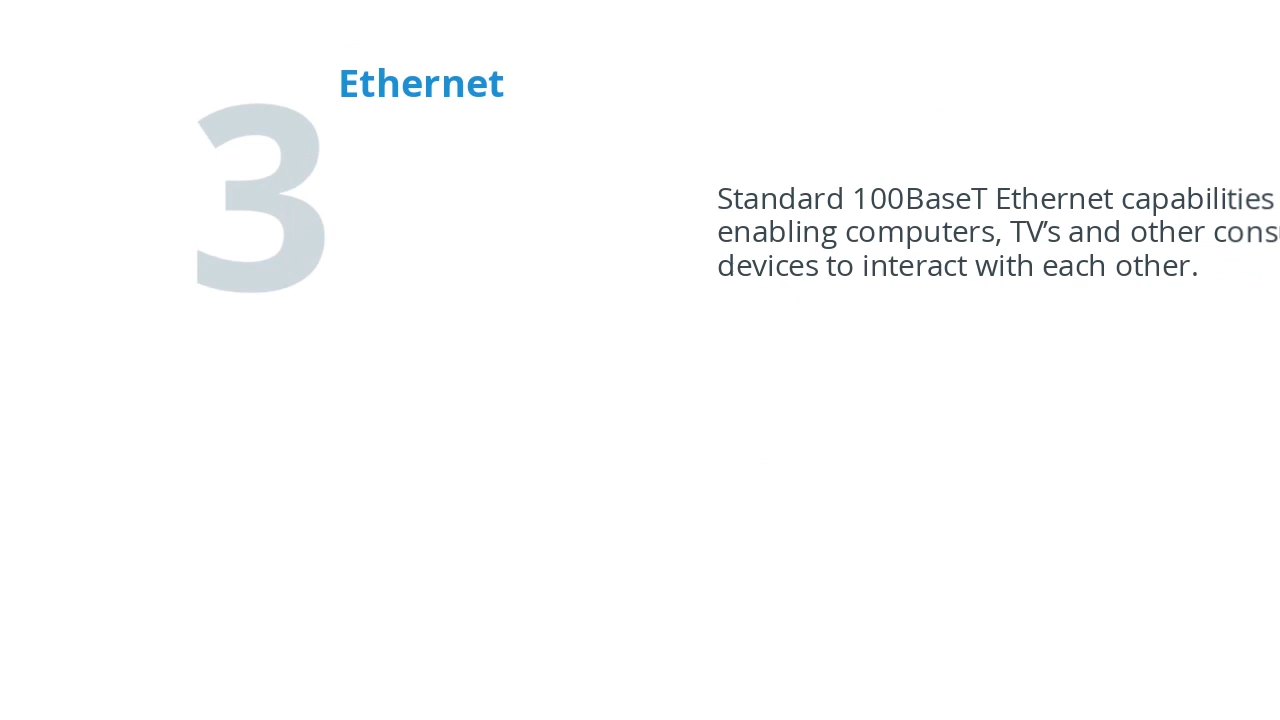 3
Ethernet
Standard 100BaseT Ethernet capabilities
enabling computers, TV’s and other
devices to interact with each other.